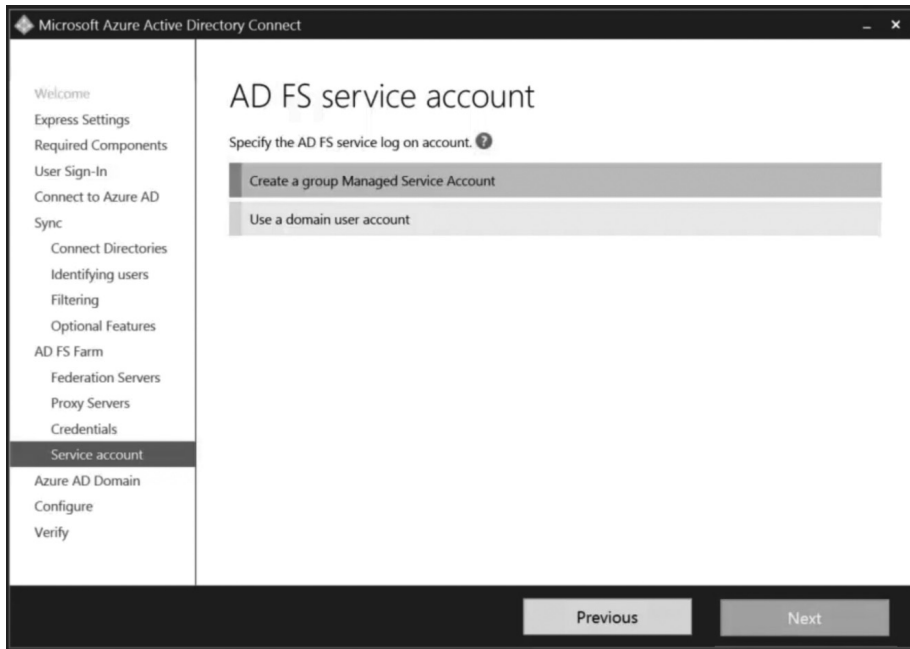 Microsoft Azure Active Directory Connect
Welcome
Express Settings
Required Components
User Sign-In
Connect to Azure AD
Sync
Connect Directories
Identifying users
Filtering
Optional Features
AD FS Farm
Federation Servers
Proxy Servers
Credentials
Service account
Azure AD Domain
Configure
Verify
AD FS service account
Specify the AD FS service log on account. ?
Create a group Managed Service Account
Use a domain user account
Previous
Next